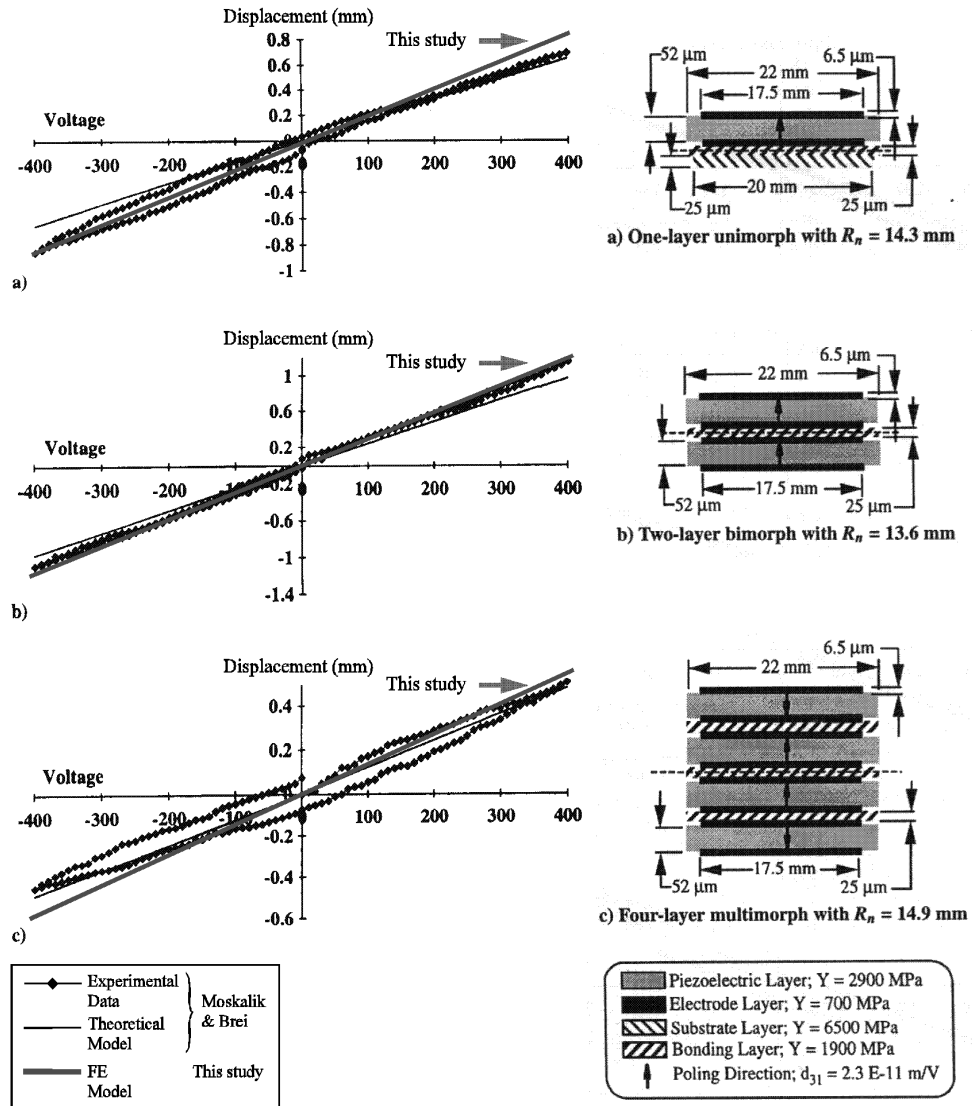 Displacement (mm)
0.8
0.6
0.4
0.2
0
This study
Voltage
-400 -300 -200 -100 0 100 200 300 400
-0.2
-0.4
-0.6
-0.8
-1
a)
52 µm
6.5 µm
22 mm
17.5 mm
20 mm
25 µm
25 µm
a) One-layer unimorph with Rn = 14.3 mm
Displacement (mm)
1
0.6
0.2
This study
Voltage
-400 -300 -200 -100 0 100 200 300 400
-0.2
-0.6
-1
-1.4
b)
6.5 µm
22 mm
52 µm
17.5 mm
25 µm
b) Two-layer bimorph with Rn = 13.6 mm
Displacement (mm)
0.4
0.2
This study
Voltage
-400 -300 -200 -100 0 100 200 300 400
-0.2
-0.4
-0.6
c)
6.5 µm
22 mm
17.5 mm
52 µm
25 µm
c) Four-layer multimorph with Rn = 14.9 mm
Experimental
Data
Theoretical
Model
Moskalik
& Brei
FE
Model
This study
Piezoelectric Layer; Y = 2900 MPa
Electrode Layer; Y = 700 MPa
Substrate Layer; Y = 6500 MPa
Bonding Layer; Y = 1900 MPa
Poling Direction; d31 = 2.3 E-11 m/V